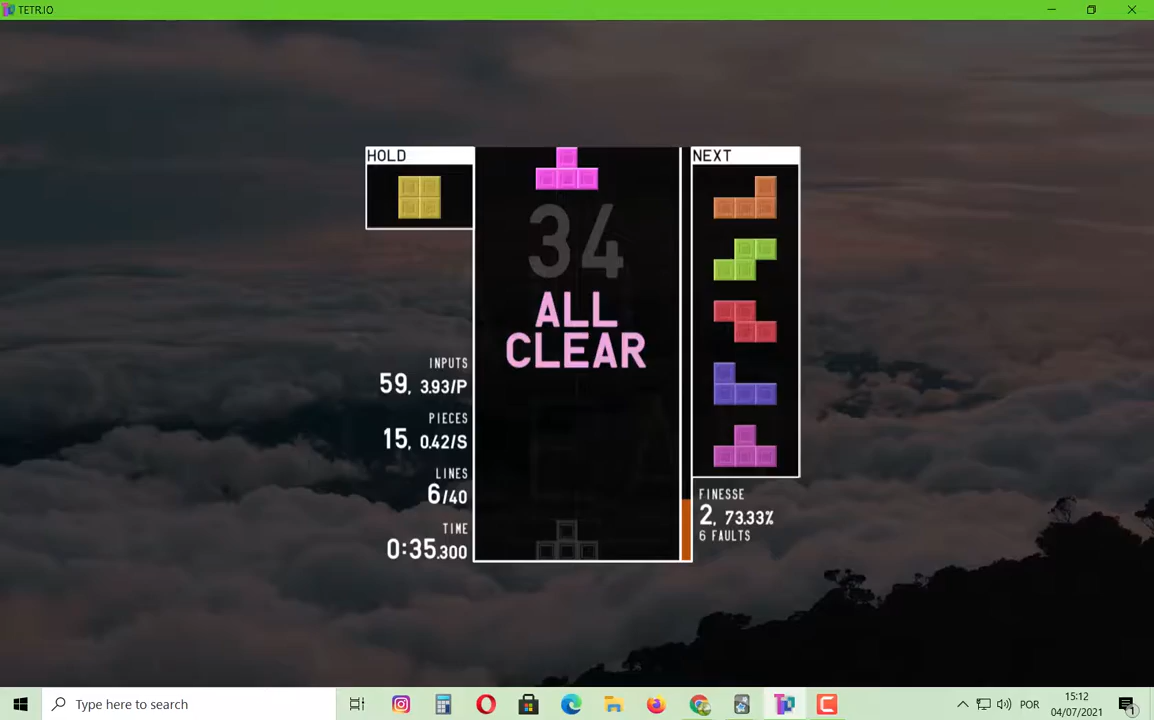 TETR.IO
HOLD
NEXT
34
ALL
CLEAR
INPUTS
59, 3.93/P
PIECES
15, 0.42/S
LINES
6/40
TIME
0:35.300
FINESSE
2, 73.33%
6 FAULTS
Type here to search
POR
15:12
04/07/2021
1